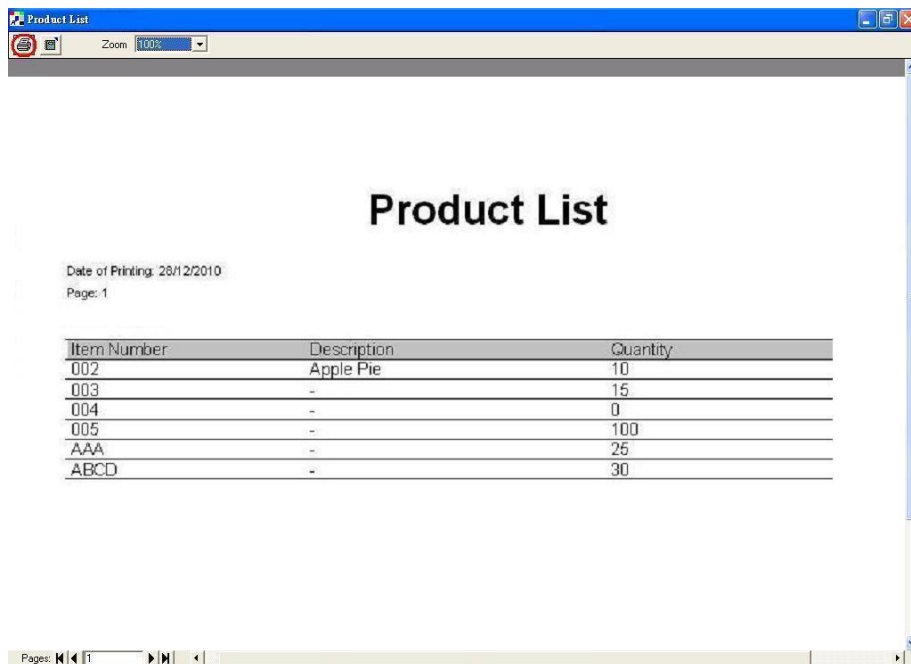 Product List
Zoom 100%
Product List
Date of Printing: 28/12/2010
Page: 1
Item Number Description Quantity
002 Apple Pie 10
003 - 15
004 - 0
005 - 100
AAA - 25
ABCD - 30
Pages: 1